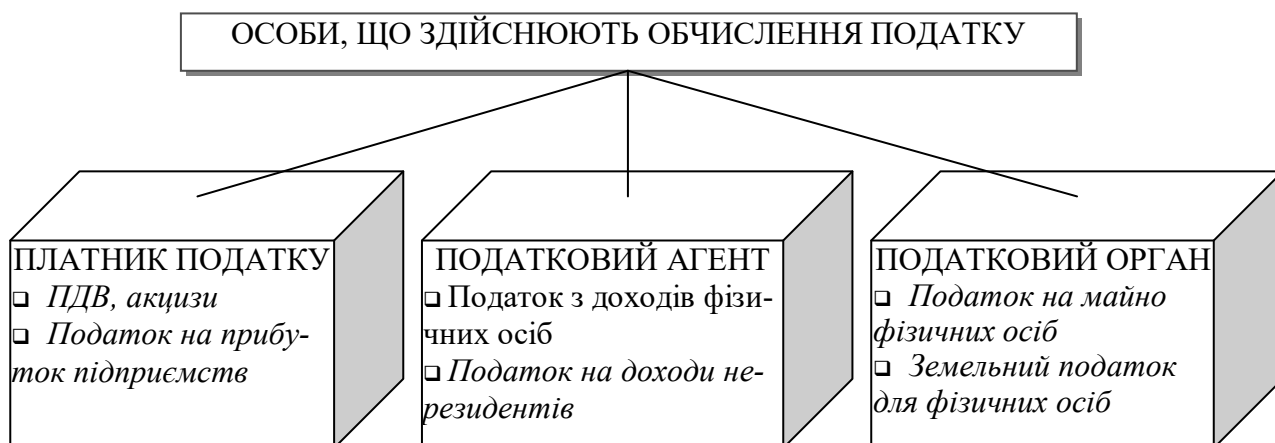 ОСОБИ, ЩО ЗДІЙСНЮЮТЬ ОБЧИСЛЕННЯ ПОДАТКУ
ПЛАТНИК ПОДАТКУ
❑ ПДВ, акцизи
❑ Податок на прибу-
ток підприємств
ПОДАТКОВИЙ АГЕНТ
❑ Податок з доходів фізи-
чних осіб
❑ Податок на доходи не-
резидентів
ПОДАТКОВИЙ ОРГАН
❑ Податок на майно
фізичних осіб
❑ Земельний податок
для фізичних осіб